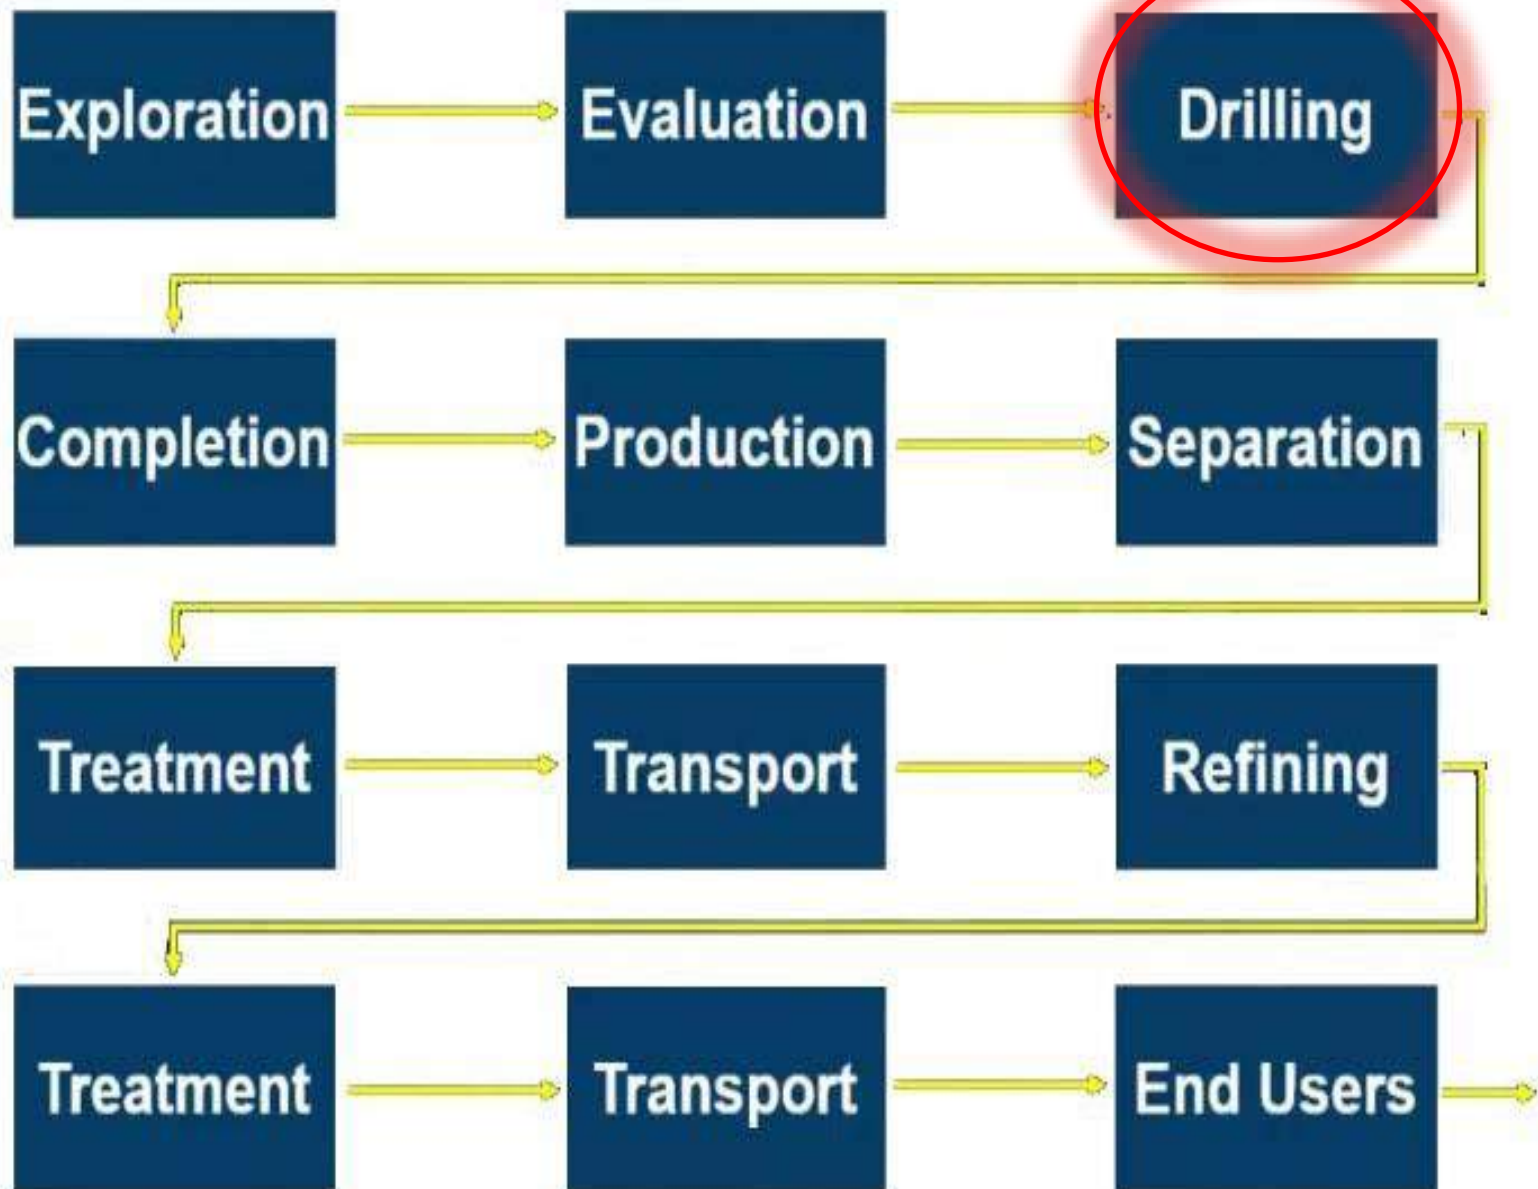 Exploration
Evaluation
Drilling
Completion
Production
Separation
Treatment
Transport
Refining
Treatment
Transport
End Users